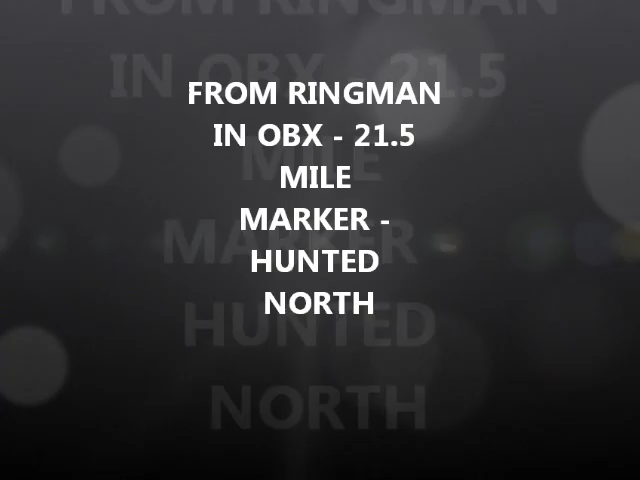 FROM RINGMAN
IN OBX - 21.5
MILE
MARKER -
HUNTED
NORTH